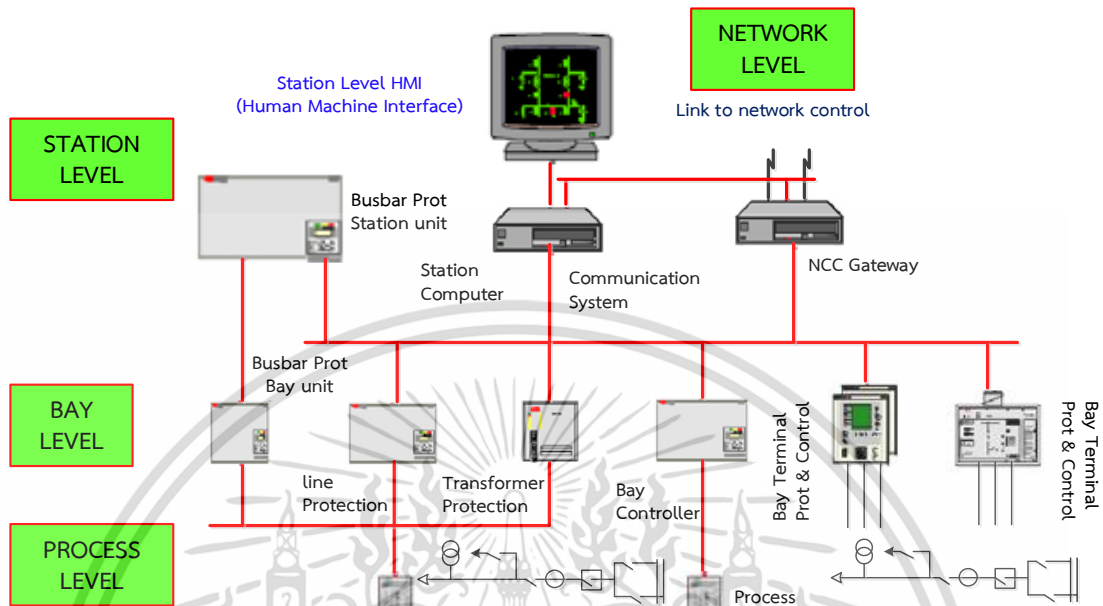 NETWORK
LEVEL
Station Level HMI
(Human Machine Interface)
Link to network control
STATION
LEVEL
Busbar Prot
Station unit
Station
Computer
Communication
System
NCC Gateway
Busbar Prot
Bay unit
BAY
LEVEL
line
Protection
Transformer
Protection
Bay
Controller
Bay Terminal
Prot & Control
Bay Terminal
Prot & Control
PROCESS
LEVEL
Process